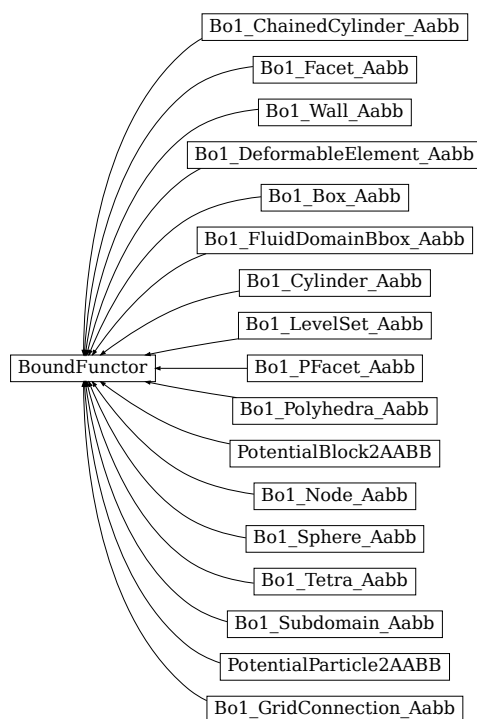 Bo1_ChainedCylinder_Aabb
Bo1_Facet_Aabb
Bo1_Wall_Aabb
Bo1_DeformableElement_Aabb
Bo1_Box_Aabb
Bo1_FluidDomainBbox_Aabb
Bo1_Cylinder_Aabb
Bo1_LevelSet_Aabb
BoundFunctor
Bo1_PFacet_Aabb
Bo1_Polyhedra_Aabb
PotentialBlock2AABB
Bo1_Node_Aabb
Bo1_Sphere_Aabb
Bo1_Tetra_Aabb
Bo1_Subdomain_Aabb
PotentialParticle2AABB
Bo1_GridConnection_Aabb